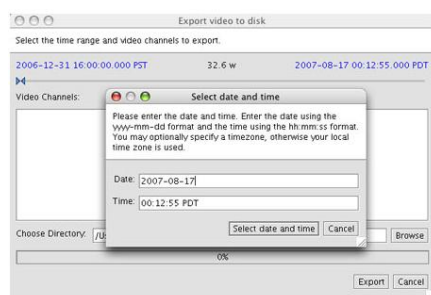 Export video to disk
Select the time range and video channels to export.
2006-12-31 16:00:00.000 PST 32.6 w 2007-08-17 00:12:55.000 PDT
Video Channels:
Select date and time
Please enter the date and time. Enter the date using the
yyyy-mm-dd format and the time using the hh:mm:ss format.
You may optionally specify a timezone, otherwise your local
time zone is used.
Date: 2007-08-17
Time: 00:12:55 PDT
Select date and time Cancel
Choose Directory: /Us Browse
0%
Export Cancel